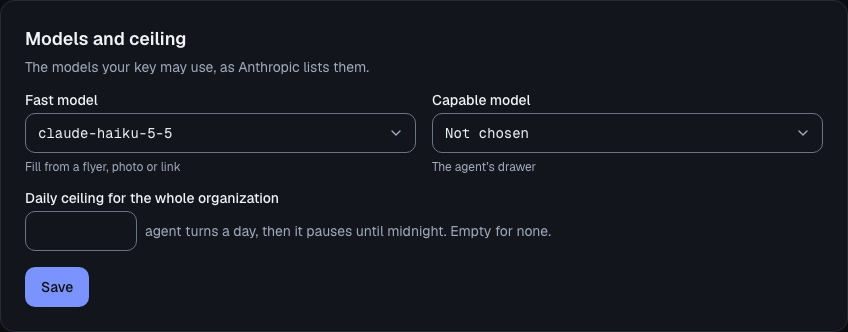 Models and ceiling
The models your key may use, as Anthropic lists them.
Fast model
Capable model
claude-haiku-5-5
Not chosen
Fill from a flyer, photo or link
The agent's drawer
Daily ceiling for the whole organization
agent turns a day, then it pauses until midnight. Empty for none.
Save